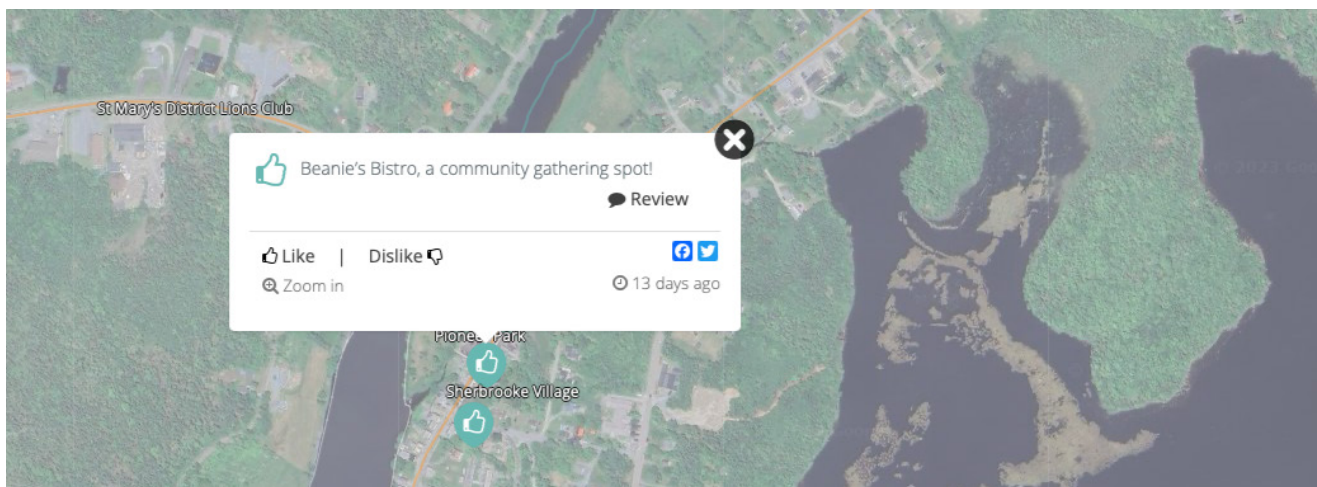 St Mary's District Lions Club
Beanie's Bistro, a community gathering spot!
Review
Like | Dislike
Zoom in
13 days ago
Park
Sherbrooke Village